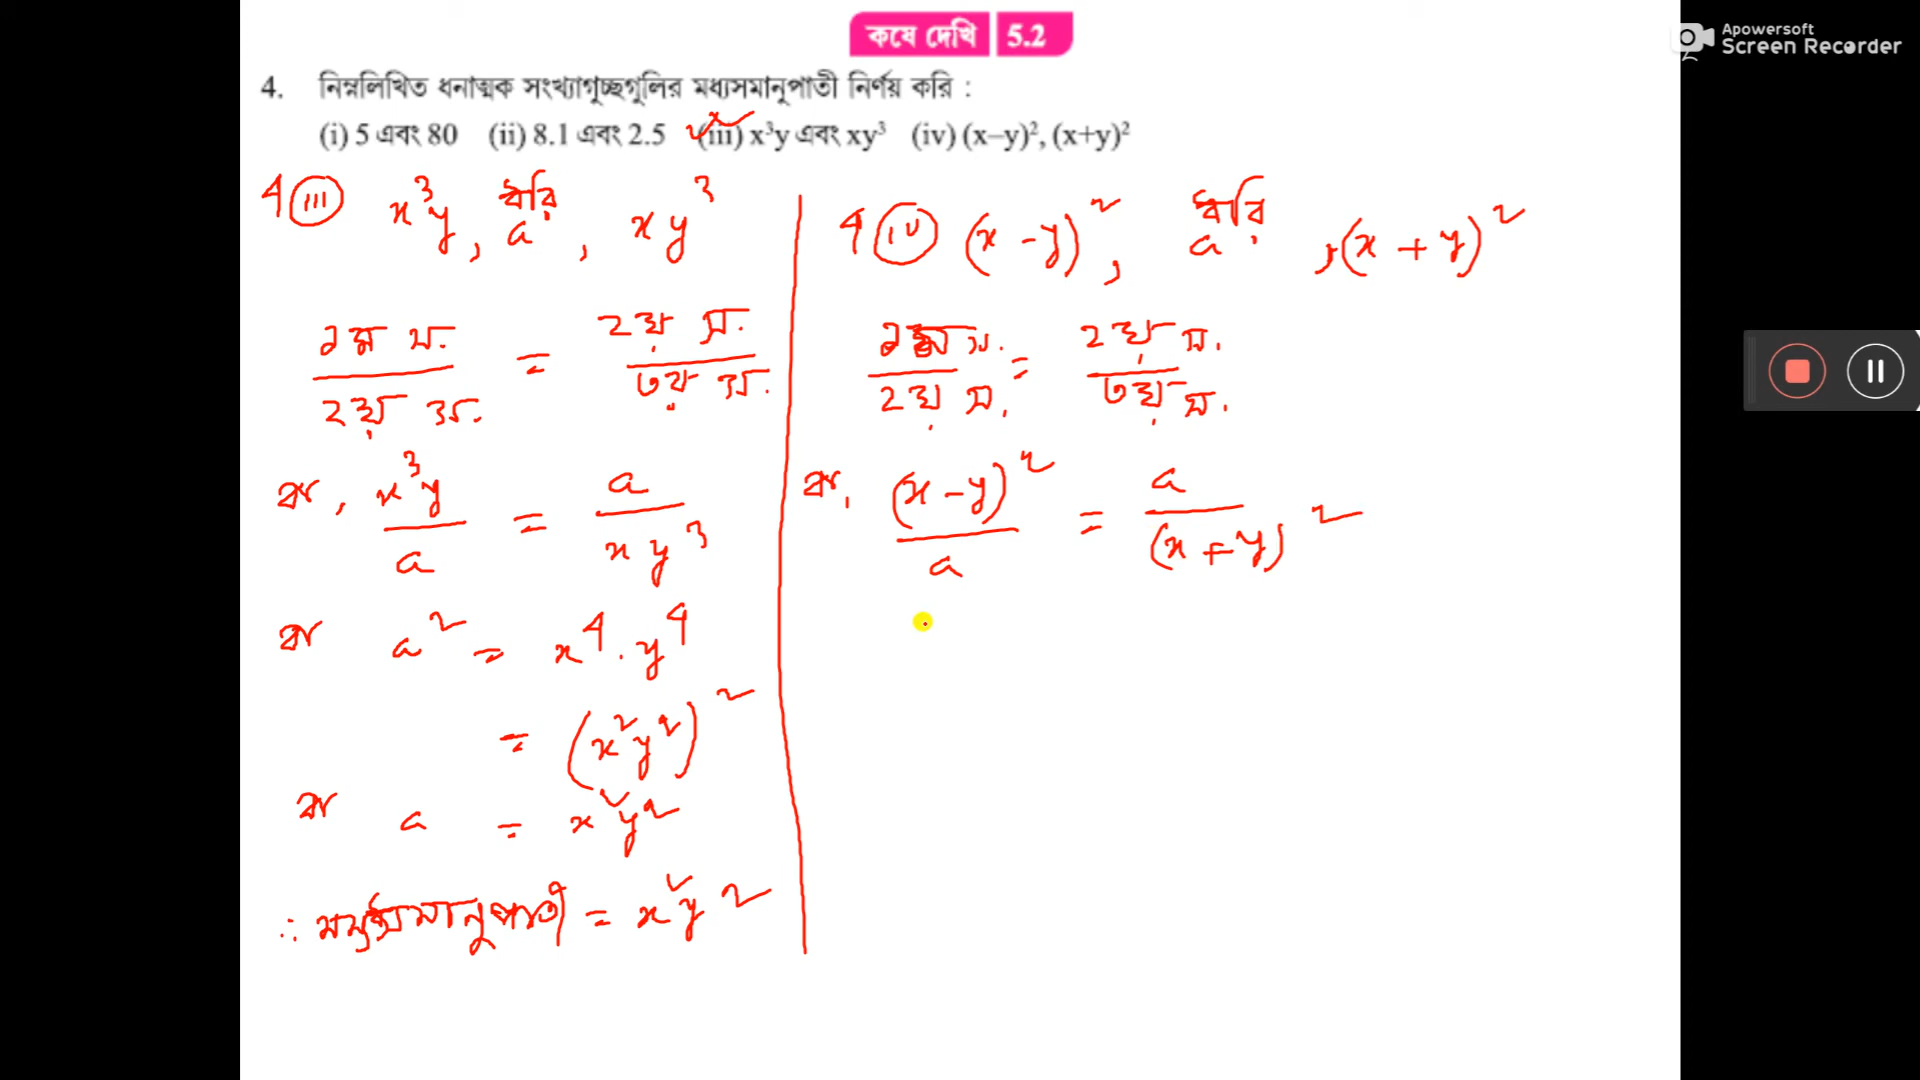 কষে দেখি 5.2
Apowersoft
Screen Recorder
4. নিম্নলিখিত ধনাত্মক সংখ্যাগুচ্ছগুলির মধ্যসমানুপাতী নির্ণয় করি :
(i) 5 এবং 80 (ii) 8.1 এবং 2.5 (iii) x³y এবং xy³ (iv) (x–y)², (x+y)²
4 (iii) x³y, ধরি a, xy³
১ম স. / ২য় স. = ২য় স. / ৩য় স.
বা, x³y / a = a / xy³
বা a² = x⁴.y⁴
= (x²y²)²
বা a = x²y²
∴ মধ্যসমানুপাতী = x²y²
4 (iv) (x-y)², ধরি a, (x+y)²
১ম স. / ২য় স. = ২য় স. / ৩য় স.
বা, (x-y)² / a = a / (x+y)²